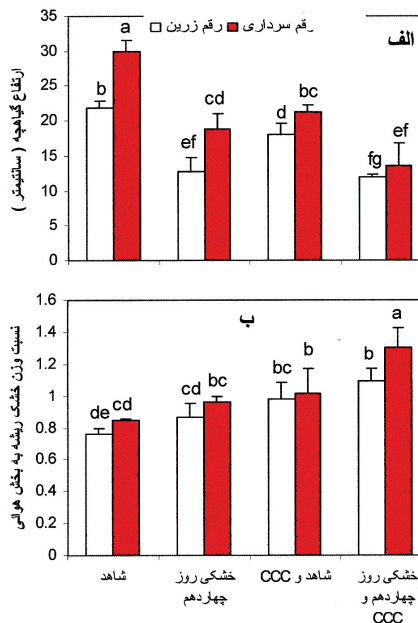 رقم زرین رقم سرداری
الف
ارتفاع گیاهچه ( سانتیمتر )
35
30
25
20
15
10
5
0
b a
ef cd
d bc
fg ef
ب
نسبت وزن خشک ریشه به بخش هوائی
1.6
1.4
1.2
1
0.8
0.6
0.4
0.2
0
de cd
cd bc
bc b
b a
شاهد
خشکی روز
چهاردهم
شاهد و CCC
خشکی روز
چهاردهم و
CCC